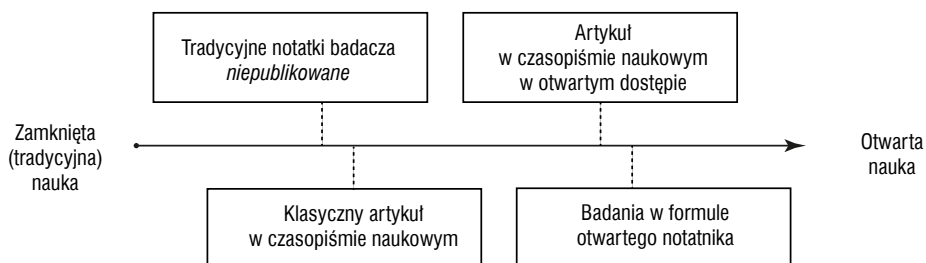 Tradycyjne notatki badacza
niepublikowane
Artykuł
w czasopiśmie naukowym
w otwartym dostępie
Zamknięta
(tradycyjna)
nauka
Otwarta
nauka
Klasyczny artykuł
w czasopiśmie naukowym
Badania w formule
otwartego notatnika